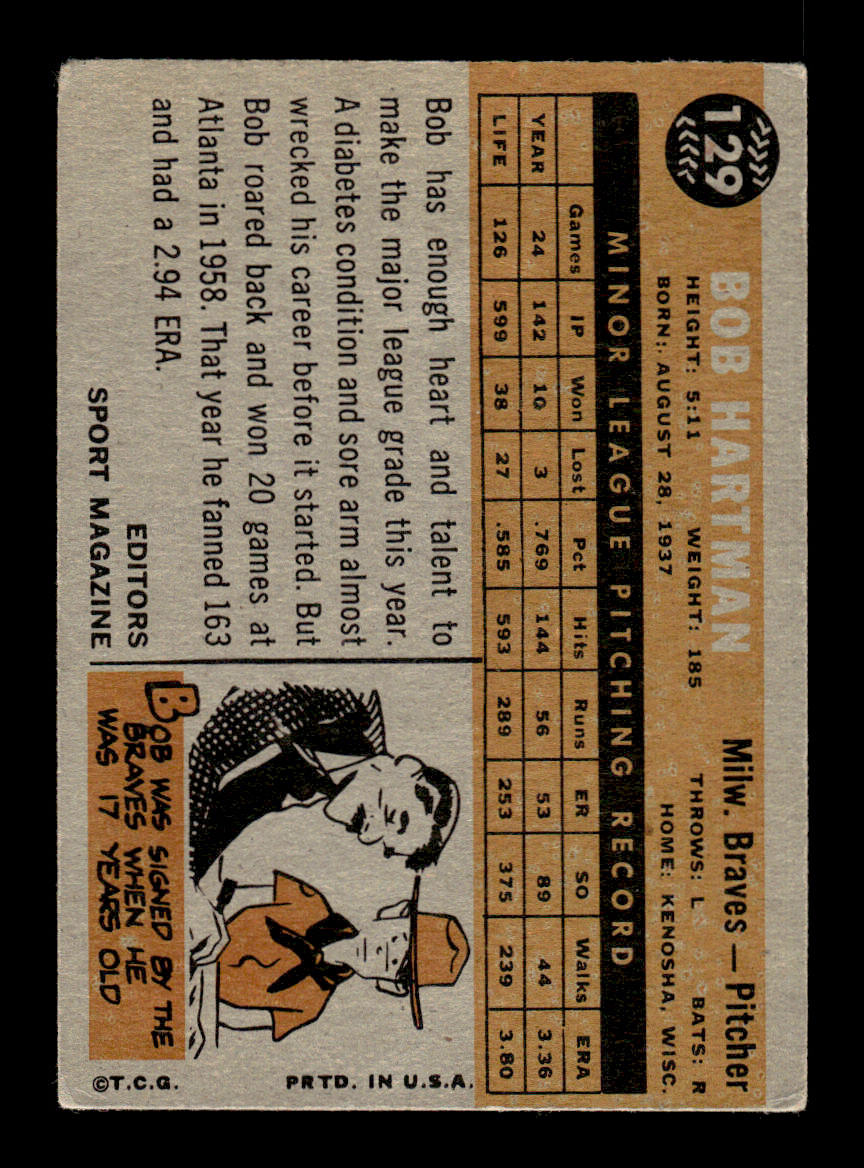 129
BOB HARTMAN
Milw. Braves — Pitcher
HEIGHT: 5:11 WEIGHT: 185 THROWS: L BATS: R
BORN: AUGUST 28, 1937 HOME: KENOSHA, WISC.
MINOR LEAGUE PITCHING RECORD
Games IP Won Lost Pct Hits Runs ER SO Walks ERA
YEAR 24 142 10 3 .769 144 56 53 89 44 3.36
LIFE 126 599 38 27 .585 593 289 253 375 239 3.80
Bob has enough heart and talent to
make the major league grade this year.
A diabetes condition and sore arm almost
wrecked his career before it started. But
Bob roared back and won 20 games at
Atlanta in 1958. That year he fanned 163
and had a 2.94 ERA.
EDITORS
SPORT MAGAZINE
BOB WAS SIGNED BY THE
BRAVES WHEN HE
WAS 17 YEARS OLD
©T.C.G. PRTD. IN U.S.A.